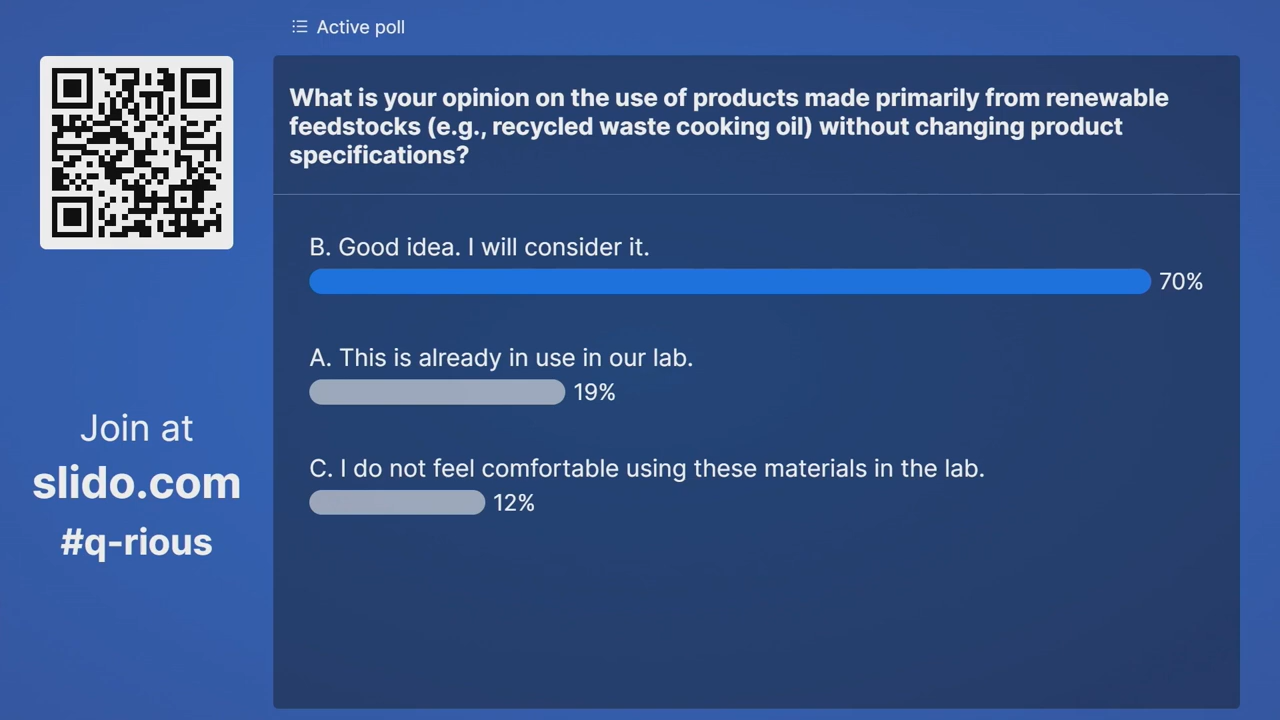 Active poll
What is your opinion on the use of products made primarily from renewable
feedstocks (e.g., recycled waste cooking oil) without changing product
specifications?
B. Good idea. I will consider it.
70%
A. This is already in use in our lab.
19%
C. I do not feel comfortable using these materials in the lab.
12%
Join at
slido.com
#q-rious